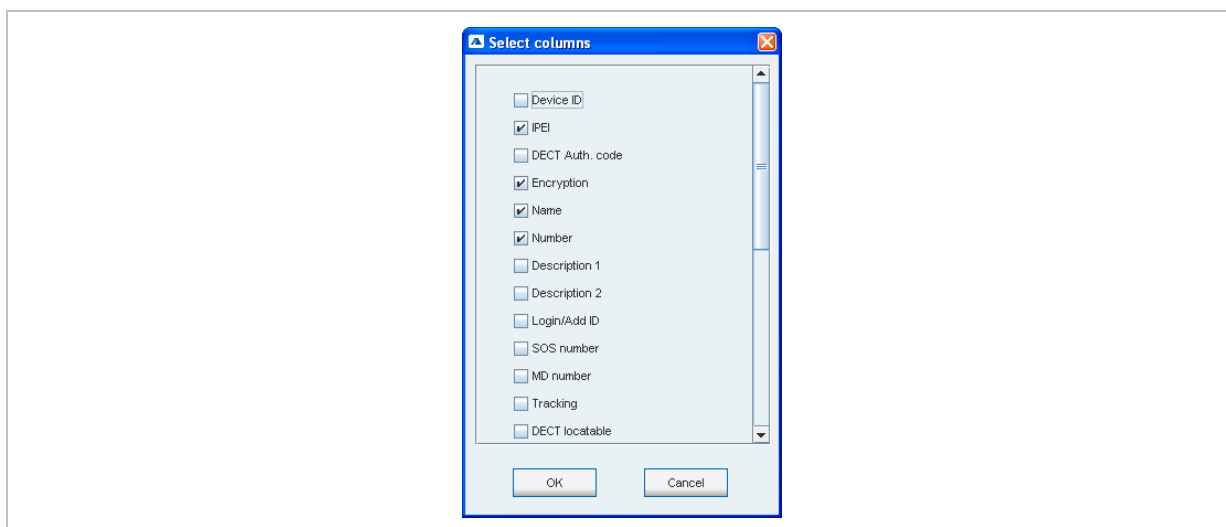 Select columns
Device ID
IPEI
DECT Auth. code
Encryption
Name
Number
Description 1
Description 2
Login/Add ID
SOS number
MD number
Tracking
DECT locatable
OK
Cancel